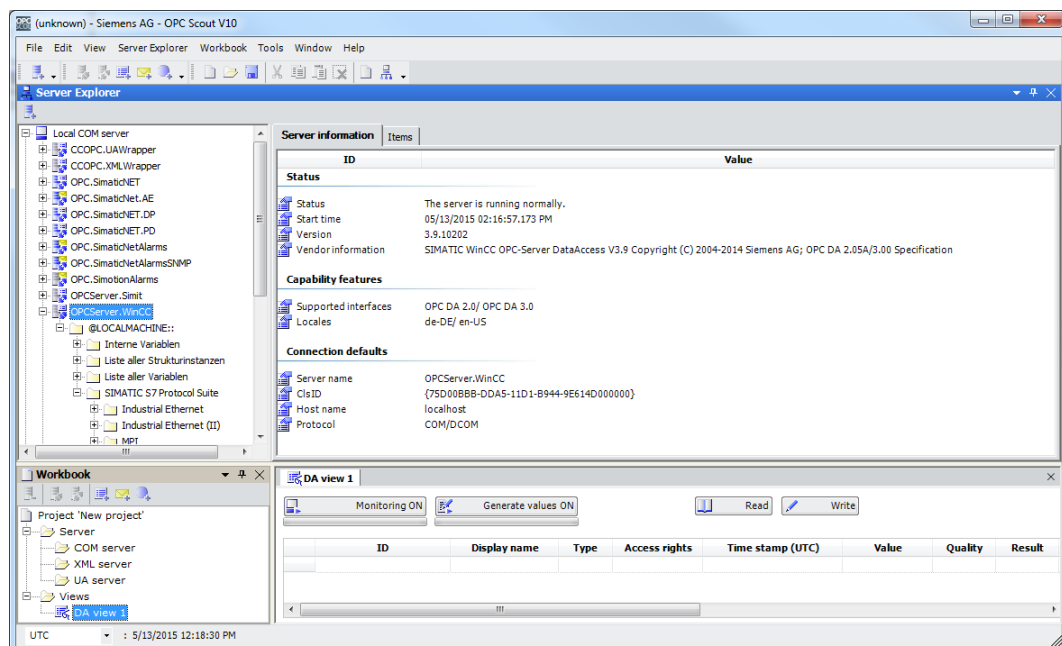 (unknown) - Siemens AG - OPC Scout V10
File Edit View Server Explorer Workbook Tools Window Help
Server Explorer
Local COM server
CCOPC.UAWrapper
CCOPC.XMLWrapper
OPC.SimaticNET
OPC.SimaticNet.AE
OPC.SimaticNET.DP
OPC.SimaticNET.PD
OPC.SimaticNetAlarms
OPC.SimaticNetAlarmsSNMP
OPC.SimotionAlarms
OPCServer.Simit
OPCServer.WinCC
@LOCALMACHINE::
Interne Variablen
Liste aller Strukturinstanzen
Liste aller Variablen
SIMATIC S7 Protocol Suite
Industrial Ethernet
Industrial Ethernet (II)
MPI
Server information Items
ID Value
Status
Status The server is running normally.
Start time 05/13/2015 02:16:57.173 PM
Version 3.9.10202
Vendor information SIMATIC WinCC OPC-Server DataAccess V3.9 Copyright (C) 2004-2014 Siemens AG; OPC DA 2.05A/3.00 Specification
Capability features
Supported interfaces OPC DA 2.0/ OPC DA 3.0
Locales de-DE/ en-US
Connection defaults
Server name OPCServer.WinCC
ClsID {75D00BBB-DDA5-11D1-B944-9E614D000000}
Host name localhost
Protocol COM/DCOM
Workbook
Project 'New project'
Server
COM server
XML server
UA server
Views
DA view 1
DA view 1
Monitoring ON Generate values ON Read Write
ID Display name Type Access rights Time stamp (UTC) Value Quality Result
UTC : 5/13/2015 12:18:30 PM